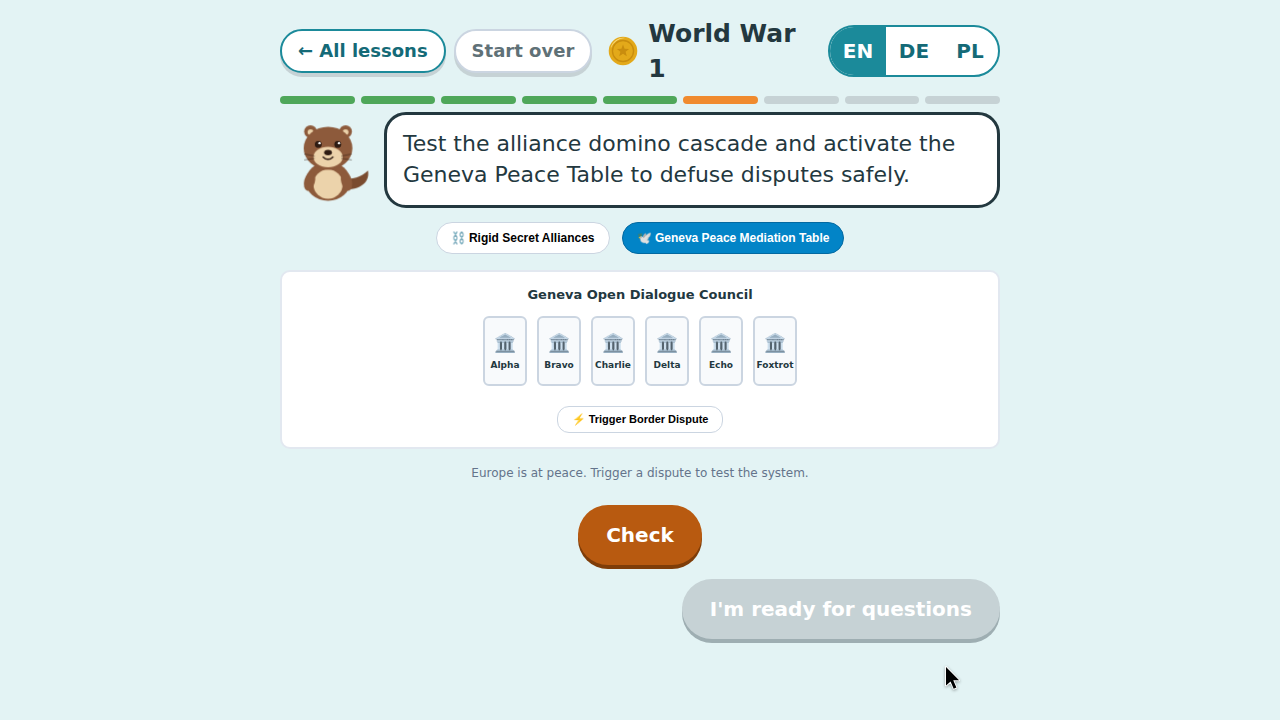 ← All lessons
Start over
World War
1
EN
DE
PL
Test the alliance domino cascade and activate the
Geneva Peace Table to defuse disputes safely.
⛓️ Rigid Secret Alliances
🕊️ Geneva Peace Mediation Table
Geneva Open Dialogue Council
Alpha
Bravo
Charlie
Delta
Echo
Foxtrot
⚡ Trigger Border Dispute
Europe is at peace. Trigger a dispute to test the system.
Check
I'm ready for questions